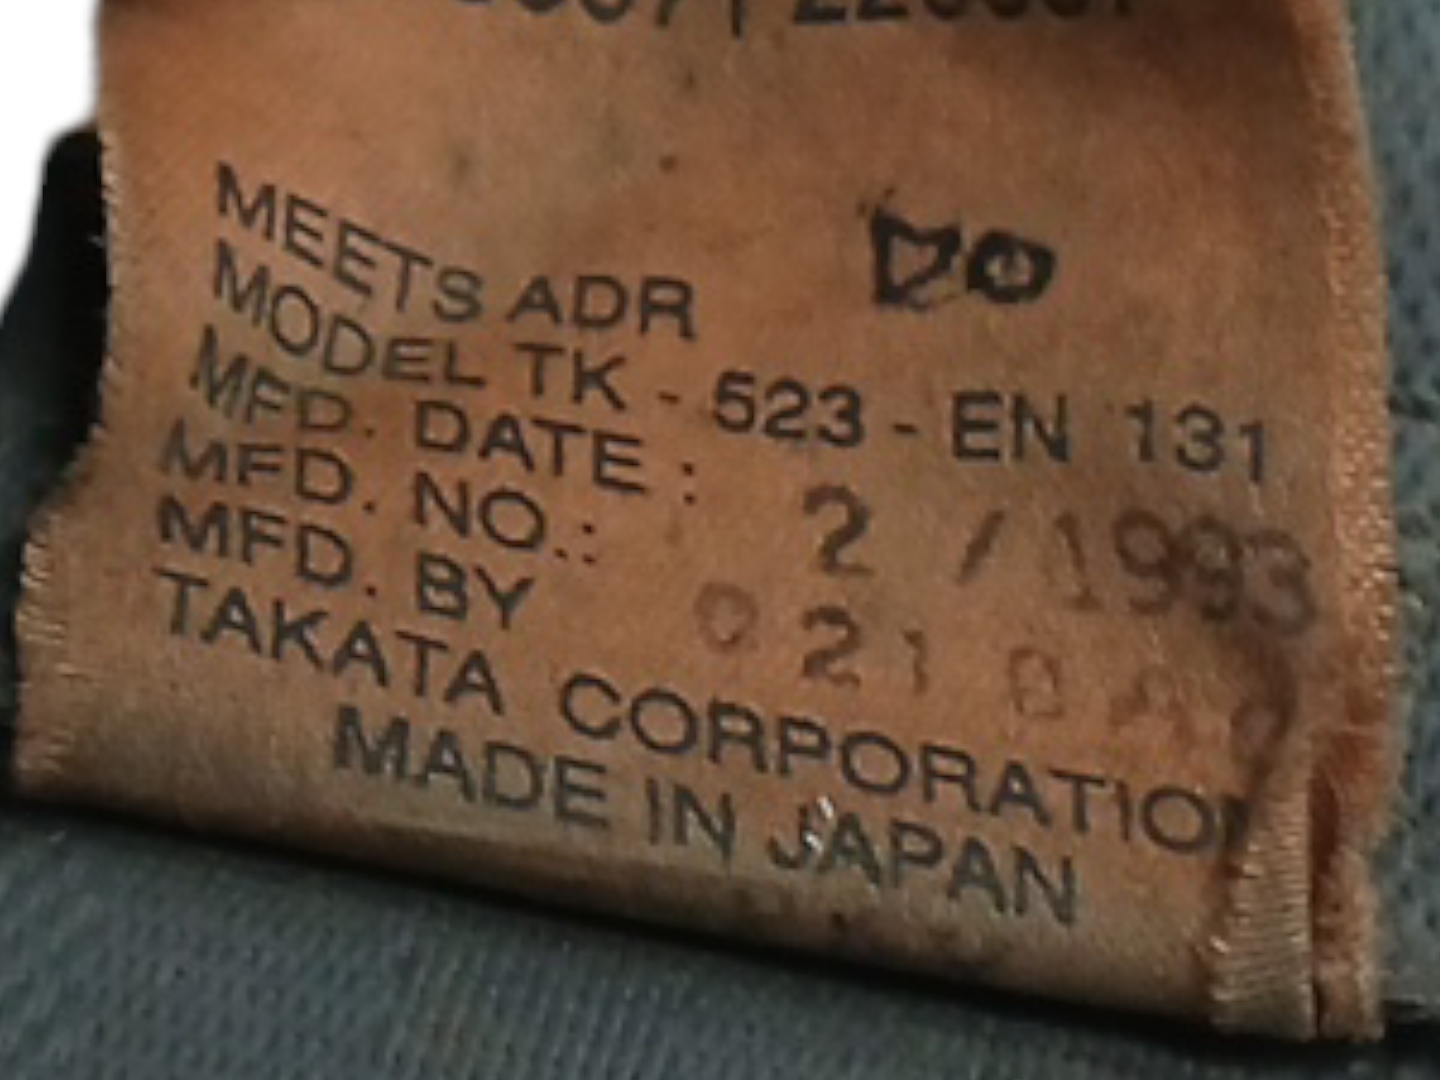 MEETS ADR
MODEL TK - 523 - EN 131
MFD. DATE : 2 / 1993
MFD. NO.:
MFD. BY
TAKATA CORPORATION
MADE IN JAPAN